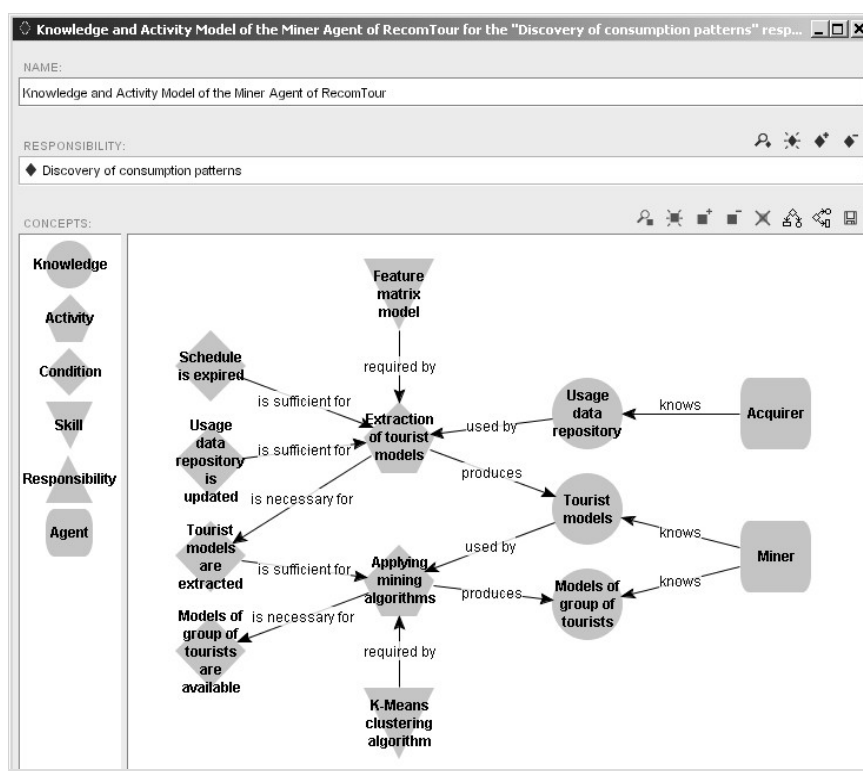 Knowledge and Activity Model of the Miner Agent of RecomTour for the "Discovery of consumption patterns" resp...
NAME:
Knowledge and Activity Model of the Miner Agent of RecomTour
RESPONSIBILITY:
Discovery of consumption patterns
CONCEPTS:
Knowledge
Activity
Condition
Skill
Responsibility
Agent
Feature
matrix
model
required by
Schedule
is expired
is sufficient for
Usage
data
repository
is
updated
is sufficient for
Extraction
of tourist
models
used by
Usage
data
repository
knows
Acquirer
is necessary for
produces
Tourist
models
Tourist
models
are
extracted
is sufficient for
used by
knows
Miner
Applying
mining
algorithms
produces
Models of
group of
tourists
knows
is necessary for
Models of
group of
tourists
are
available
required by
K-Means
clustering
algorithm